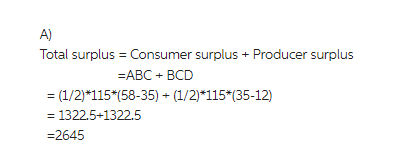 A)
Total surplus = Consumer surplus + Producer surplus
=ABC + BCD
= (1/2)*115*(58-35) + (1/2)*115*(35-12)
= 1322.5+1322.5
=2645